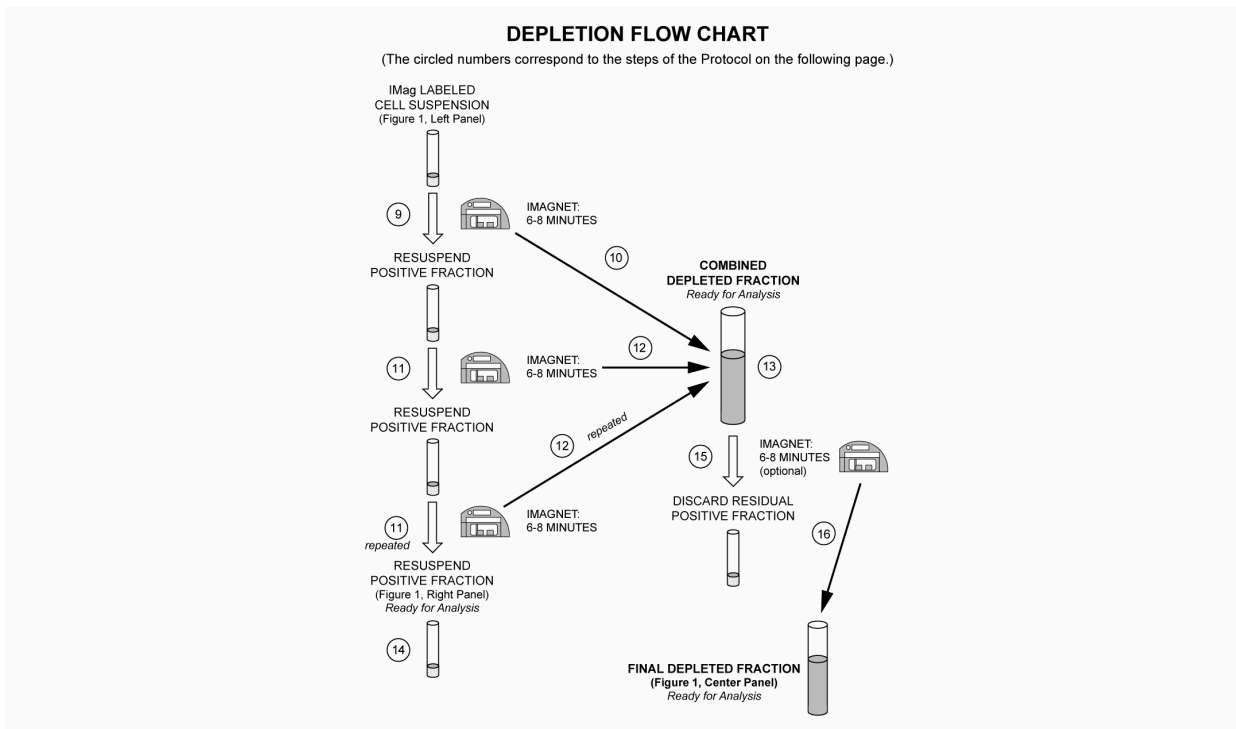 DEPLETION FLOW CHART
(The circled numbers correspond to the steps of the Protocol on the following page.)
IMag LABELED
CELL SUSPENSION
(Figure 1, Left Panel)
9
IMAGNET:
6-8 MINUTES
10
RESUSPEND
POSITIVE FRACTION
COMBINED
DEPLETED FRACTION
Ready for Analysis
11
IMAGNET:
6-8 MINUTES
12
13
RESUSPEND
POSITIVE FRACTION
12
repeated
15
IMAGNET:
6-8 MINUTES
(optional)
DISCARD RESIDUAL
POSITIVE FRACTION
11
repeated
IMAGNET:
6-8 MINUTES
16
RESUSPEND
POSITIVE FRACTION
(Figure 1, Right Panel)
Ready for Analysis
14
FINAL DEPLETED FRACTION
(Figure 1, Center Panel)
Ready for Analysis